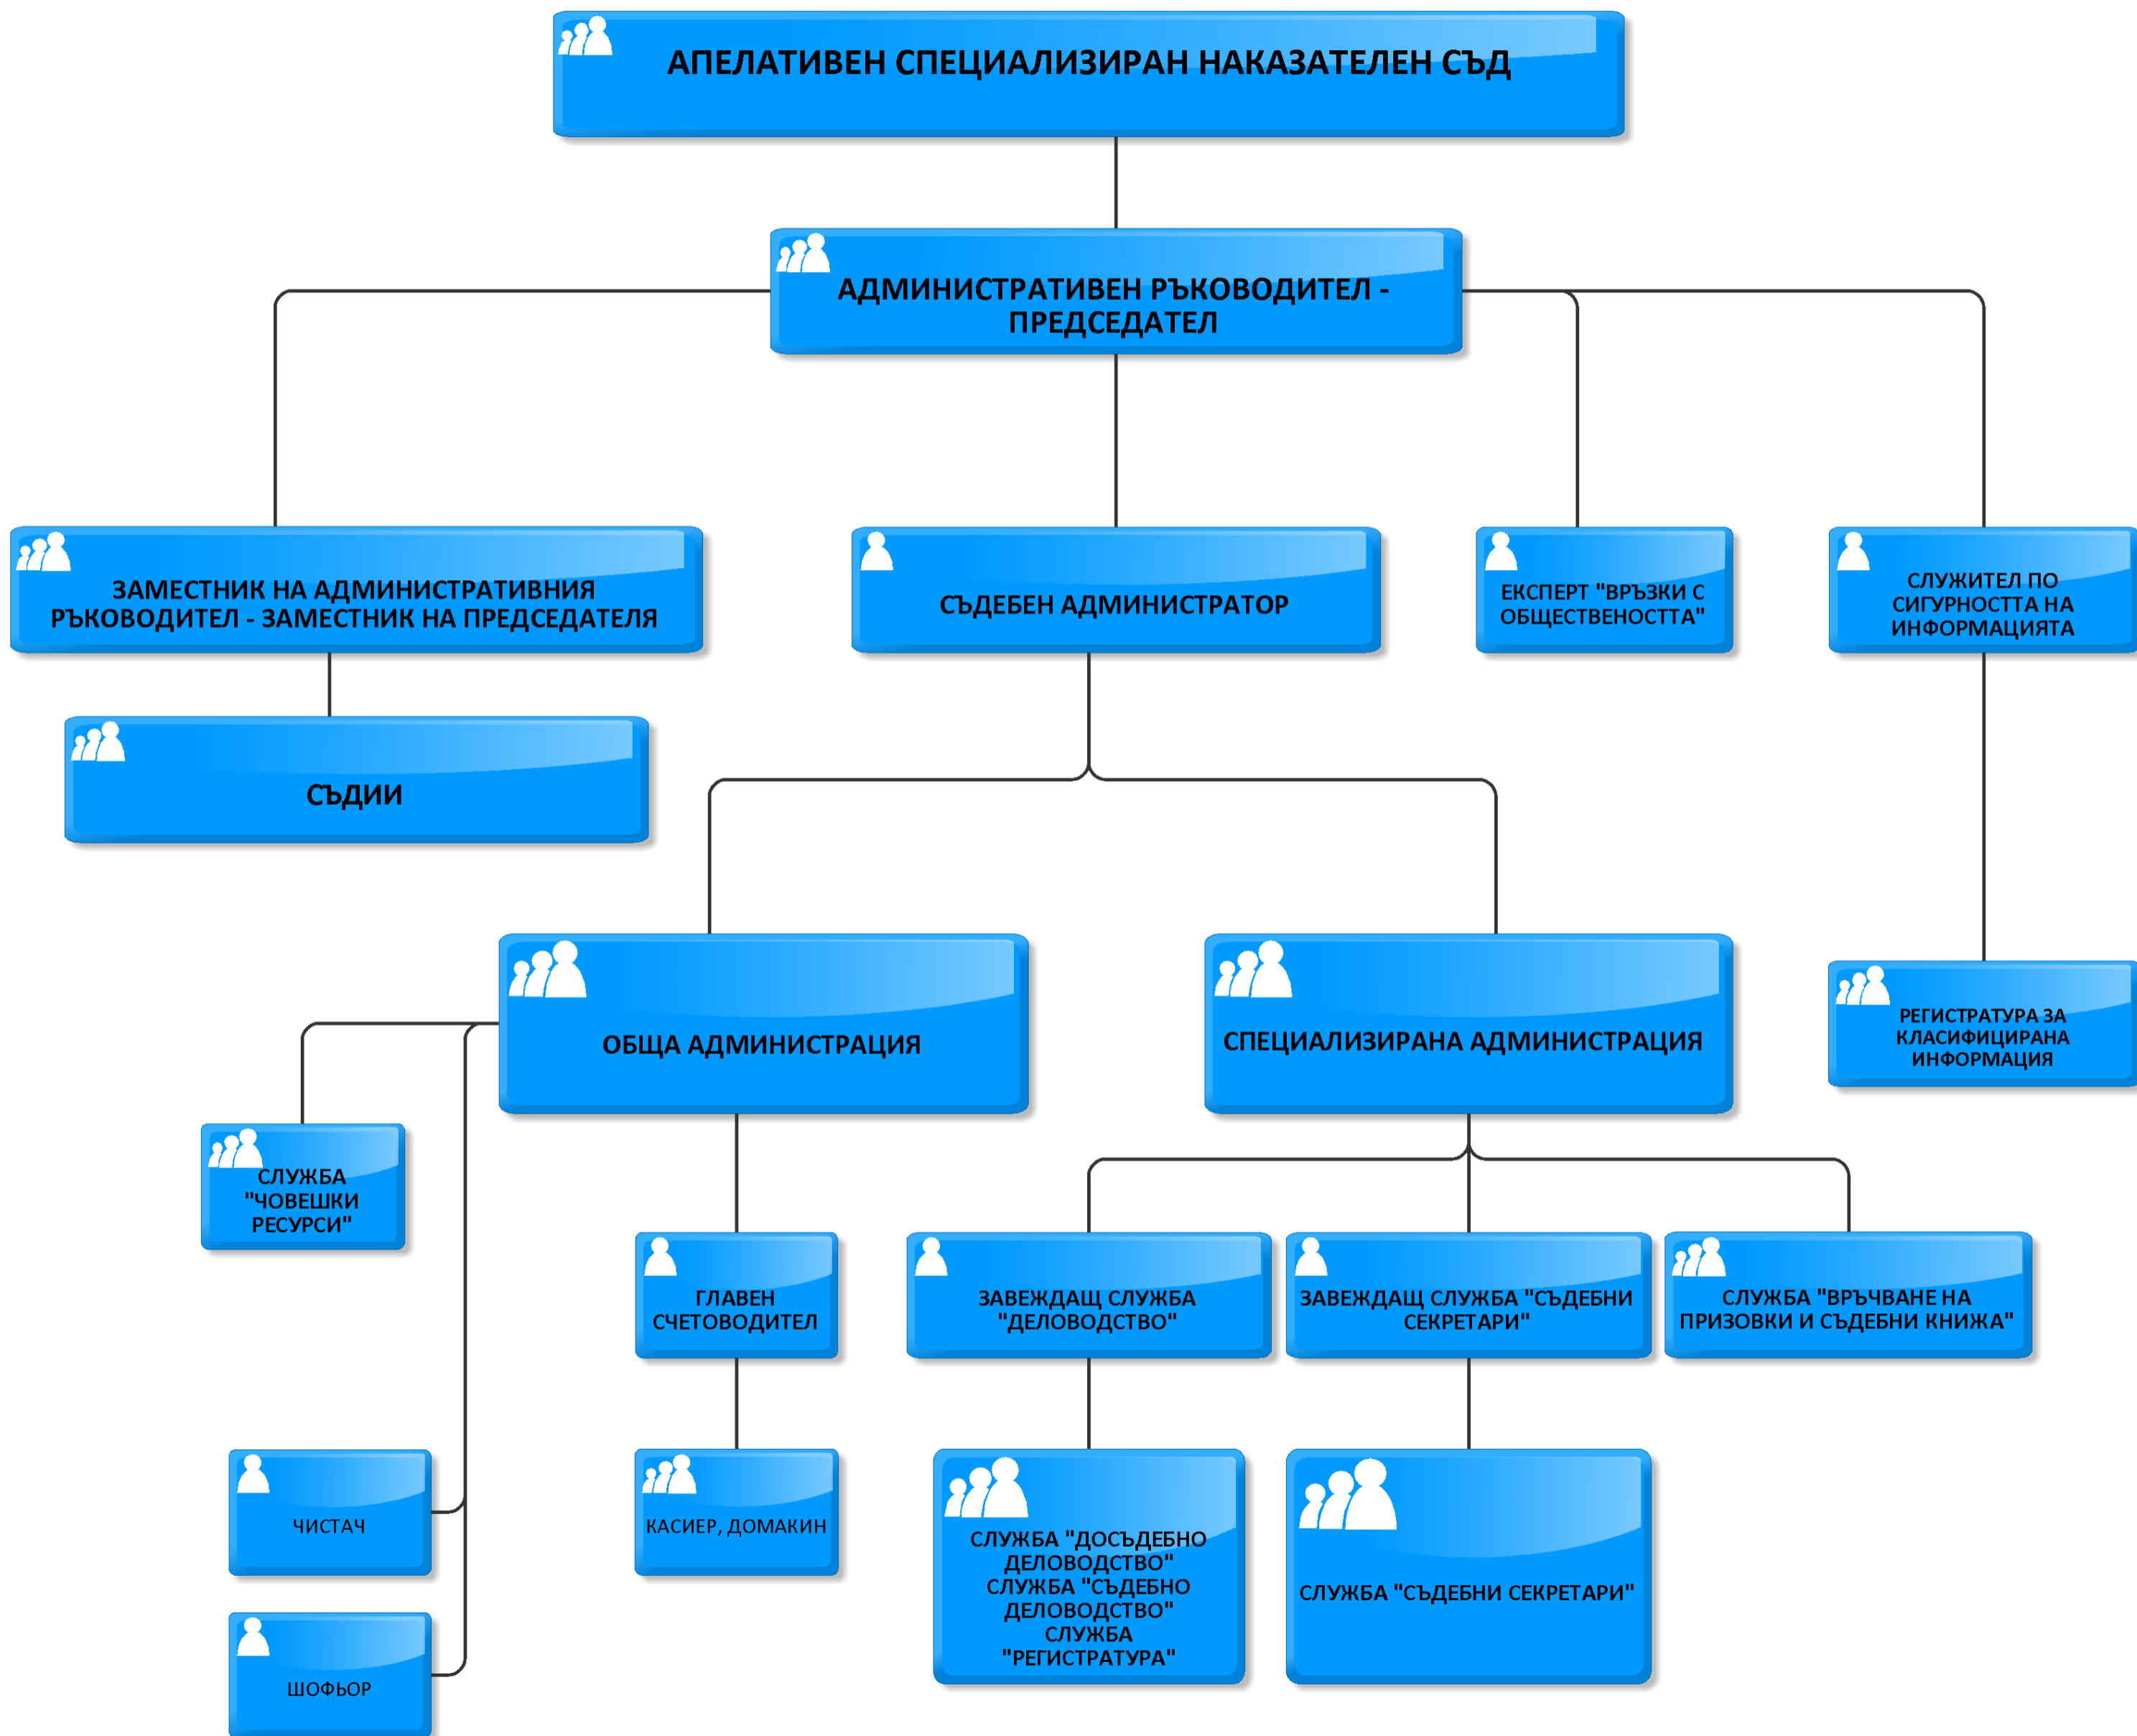 АПЕЛАТИВЕН СПЕЦИАЛИЗИРАН НАКАЗАТЕЛЕН СЪД
АДМИНИСТРАТИВЕН РЪКОВОДИТЕЛ -
ПРЕДСЕДАТЕЛ
ЗАМЕСТНИК НА АДМИНИСТРАТИВНИЯ
РЪКОВОДИТЕЛ - ЗАМЕСТНИК НА ПРЕДСЕДАТЕЛЯ
СЪДЕБЕН АДМИНИСТРАТОР
ЕКСПЕРТ "ВРЪЗКИ С
ОБЩЕСТВЕНОСТТА"
СЛУЖИТЕЛ ПО
СИГУРНОСТТА НА
ИНФОРМАЦИЯТА
СЪДИИ
ОБЩА АДМИНИСТРАЦИЯ
СПЕЦИАЛИЗИРАНА АДМИНИСТРАЦИЯ
РЕГИСТРАТУРА ЗА
КЛАСИФИЦИРАНА
ИНФОРМАЦИЯ
СЛУЖБА
"ЧОВЕШКИ
РЕСУРСИ"
ГЛАВЕН
СЧЕТОВОДИТЕЛ
ЗАВЕЖДАЩ СЛУЖБА
"ДЕЛОВОДСТВО"
ЗАВЕЖДАЩ СЛУЖБА "СЪДЕБНИ
СЕКРЕТАРИ"
СЛУЖБА "ВРЪЧВАНЕ НА
ПРИЗОВКИ И СЪДЕБНИ КНИЖА"
ЧИСТАЧ
КАСИЕР, ДОМАКИН
СЛУЖБА "ДОСЪДЕБНО
ДЕЛОВОДСТВО"
СЛУЖБА "СЪДЕБНО
ДЕЛОВОДСТВО"
СЛУЖБА
"РЕГИСТРАТУРА"
СЛУЖБА "СЪДЕБНИ СЕКРЕТАРИ"
ШОФЬОР